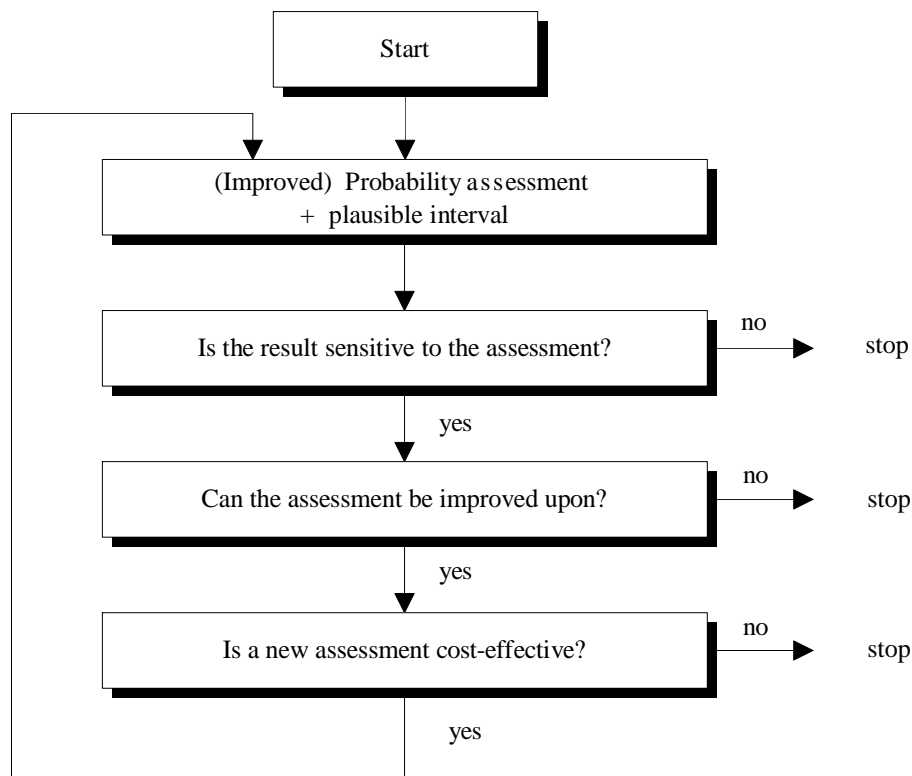 Start
(Improved) Probability assessment
+ plausible interval
Is the result sensitive to the assessment?
no
stop
yes
Can the assessment be improved upon?
no
stop
yes
Is a new assessment cost-effective?
no
stop
yes